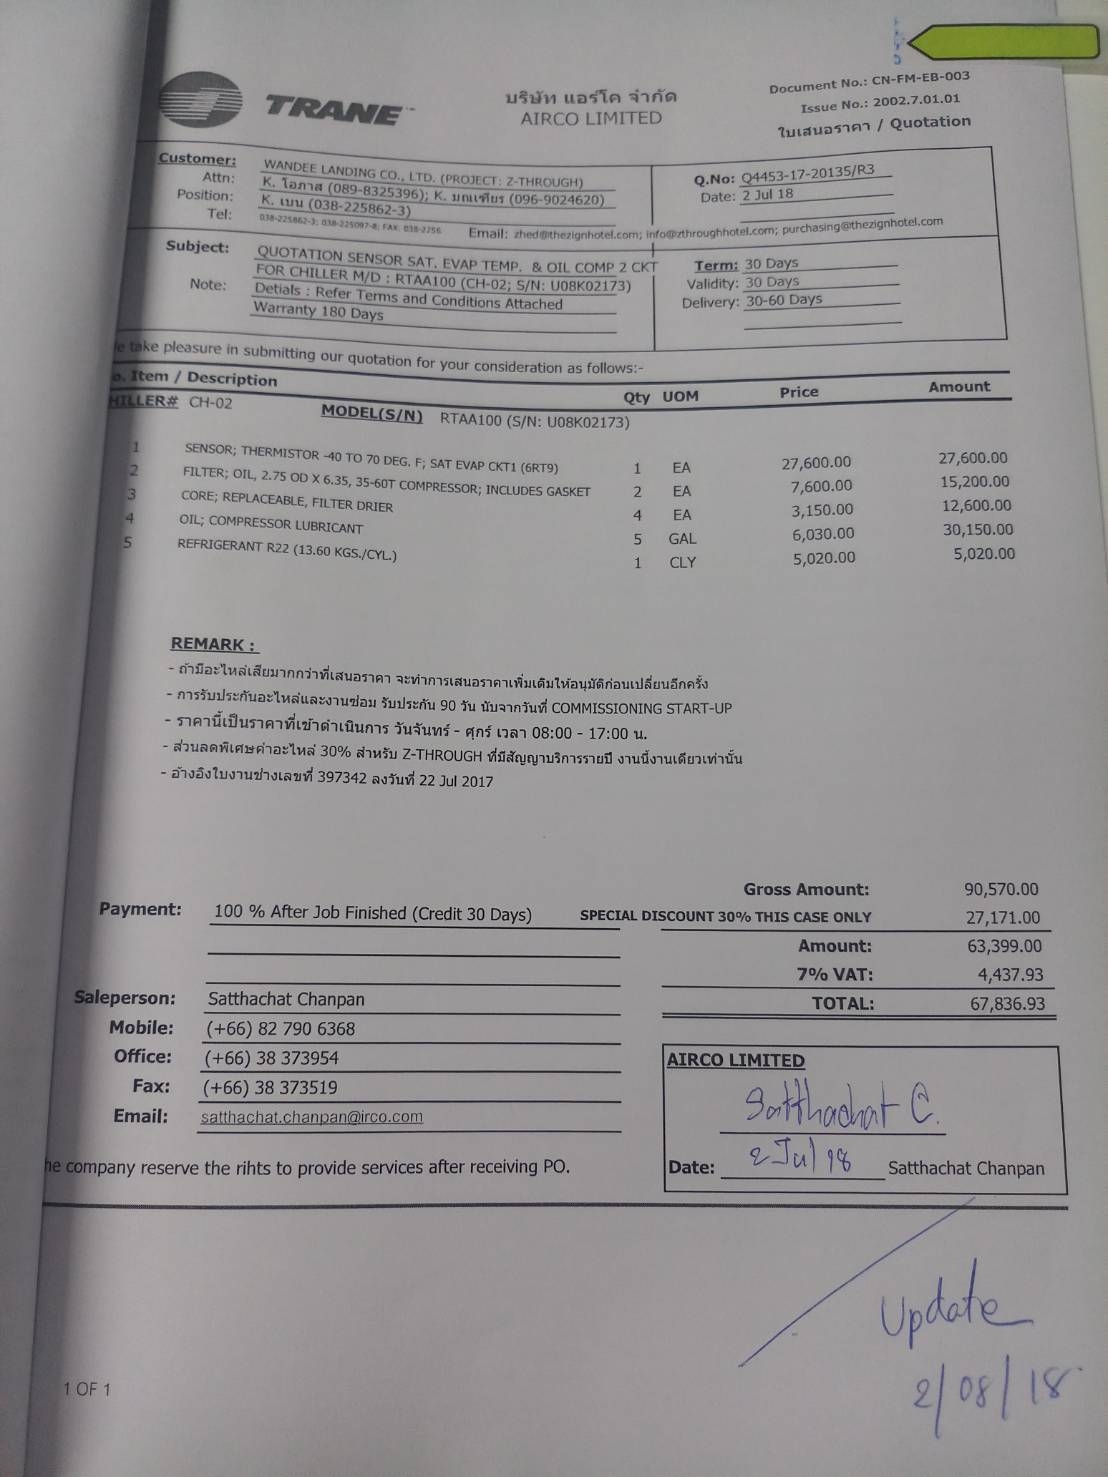 TRANE
บริษัท แอร์โค จำกัด
AIRCO LIMITED
Document No.: CN-FM-EB-003
Issue No.: 2002.7.01.01
ใบเสนอราคา / Quotation
Customer: WANDEE LANDING CO., LTD. (PROJECT: Z-THROUGH)
Attn: K. โอภาส (089-8325396); K. มณเฑียร (096-9024620)
Position: K. เบน (038-225862-3)
Tel: 038-225862-3; 038-225097-8; FAX: 038-2256
Email: zhed@thezignhotel.com; info@zthroughhotel.com; purchasing@thezignhotel.com
Q.No: Q4453-17-20135/R3
Date: 2 Jul 18
Subject: QUOTATION SENSOR SAT. EVAP TEMP. & OIL COMP 2 CKT
FOR CHILLER M/D : RTAA100 (CH-02; S/N: U08K02173)
Note: Detials : Refer Terms and Conditions Attached
Warranty 180 Days
Term: 30 Days
Validity: 30 Days
Delivery: 30-60 Days
e take pleasure in submitting our quotation for your consideration as follows:-
o. Item / Description Qty UOM Price Amount
HILLER# CH-02 MODEL(S/N) RTAA100 (S/N: U08K02173)
1 SENSOR; THERMISTOR -40 TO 70 DEG. F; SAT EVAP CKT1 (6RT9) 1 EA 27,600.00 27,600.00
2 FILTER; OIL, 2.75 OD X 6.35, 35-60T COMPRESSOR; INCLUDES GASKET 2 EA 7,600.00 15,200.00
3 CORE; REPLACEABLE, FILTER DRIER 4 EA 3,150.00 12,600.00
4 OIL; COMPRESSOR LUBRICANT 5 GAL 6,030.00 30,150.00
5 REFRIGERANT R22 (13.60 KGS./CYL.) 1 CLY 5,020.00 5,020.00
REMARK :
- ถ้ามีอะไหล่เสียมากกว่าที่เสนอราคา จะทำการเสนอราคาเพิ่มเติมให้อนุมัติก่อนเปลี่ยนอีกครั้ง
- การรับประกันอะไหล่และงานซ่อม รับประกัน 90 วัน นับจากวันที่ COMMISSIONING START-UP
- ราคานี้เป็นราคาที่เข้าดำเนินการ วันจันทร์ - ศุกร์ เวลา 08:00 - 17:00 น.
- ส่วนลดพิเศษค่าอะไหล่ 30% สำหรับ Z-THROUGH ที่มีสัญญาบริการรายปี งานนี้งานเดียวเท่านั้น
- อ้างอิงใบงานช่างเลขที่ 397342 ลงวันที่ 22 Jul 2017
Gross Amount: 90,570.00
Payment: 100 % After Job Finished (Credit 30 Days)
SPECIAL DISCOUNT 30% THIS CASE ONLY 27,171.00
Amount: 63,399.00
7% VAT: 4,437.93
TOTAL: 67,836.93
Saleperson: Satthachat Chanpan
Mobile: (+66) 82 790 6368
Office: (+66) 38 373954
Fax: (+66) 38 373519
Email: satthachat.chanpan@irco.com
AIRCO LIMITED
Satthachat C.
Date: 2 Jul 18 Satthachat Chanpan
he company reserve the rihts to provide services after receiving PO.
Update
2/08/18
1 OF 1